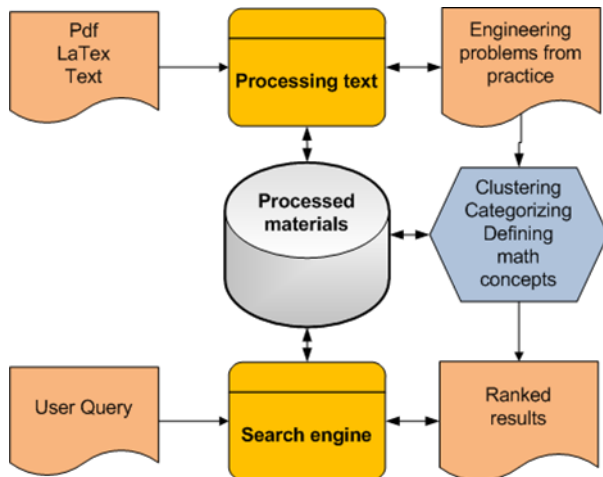 Pdf
LaTex
Text
Processing text
Engineering
problems from
practice
Processed
materials
Clustering
Categorizing
Defining
math
concepts
User Query
Search engine
Ranked
results